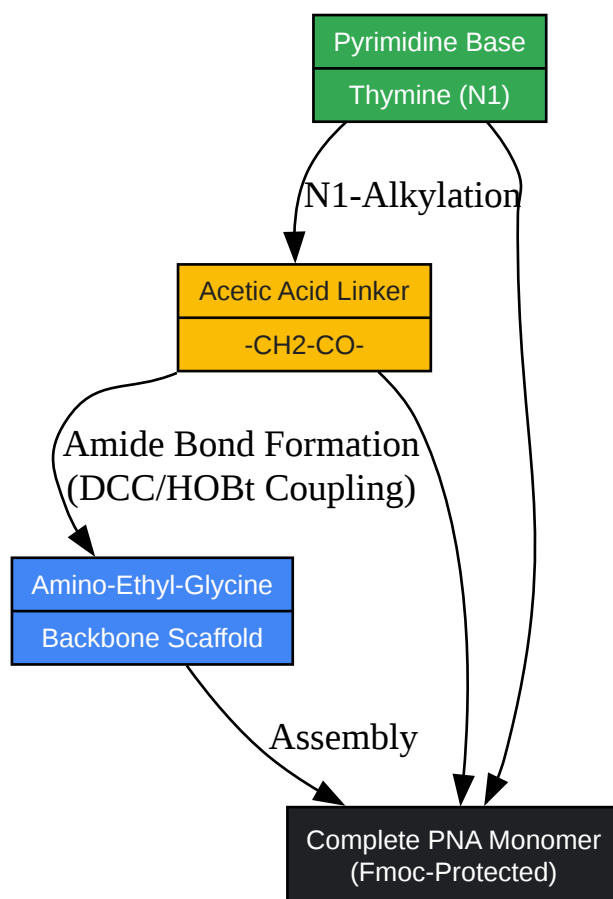 Pyrimidine Base
Thymine (N1)
N1-Alkylation
Acetic Acid Linker
-CH2-CO-
Amide Bond Formation
(DCC/HOBt Coupling)
Amino-Ethyl-Glycine
Backbone Scaffold
Assembly
Complete PNA Monomer
(Fmoc-Protected)